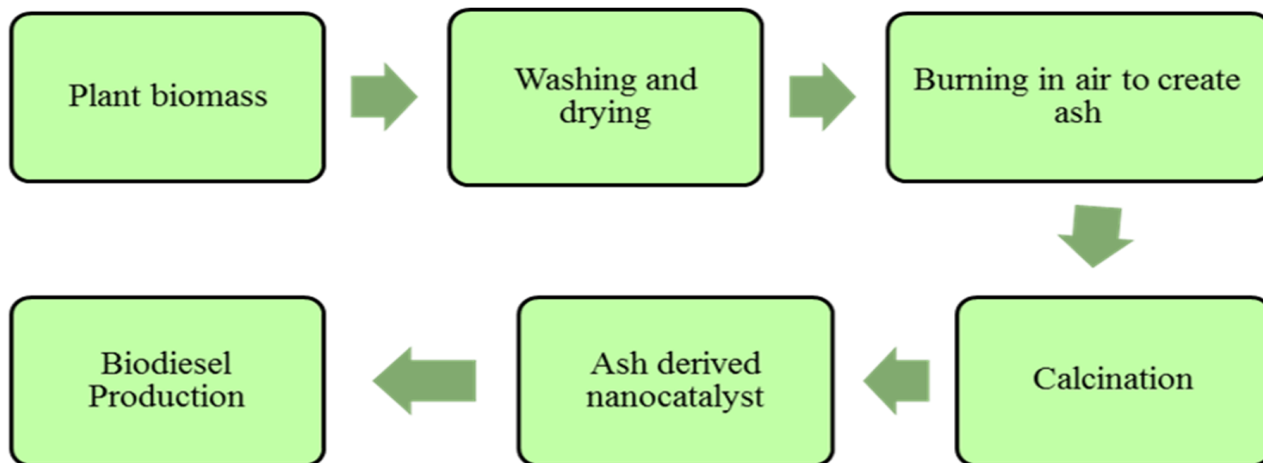 Plant biomass
Washing and
drying
Burning in air to create
ash
Calcination
Ash derived
nanocatalyst
Biodiesel
Production